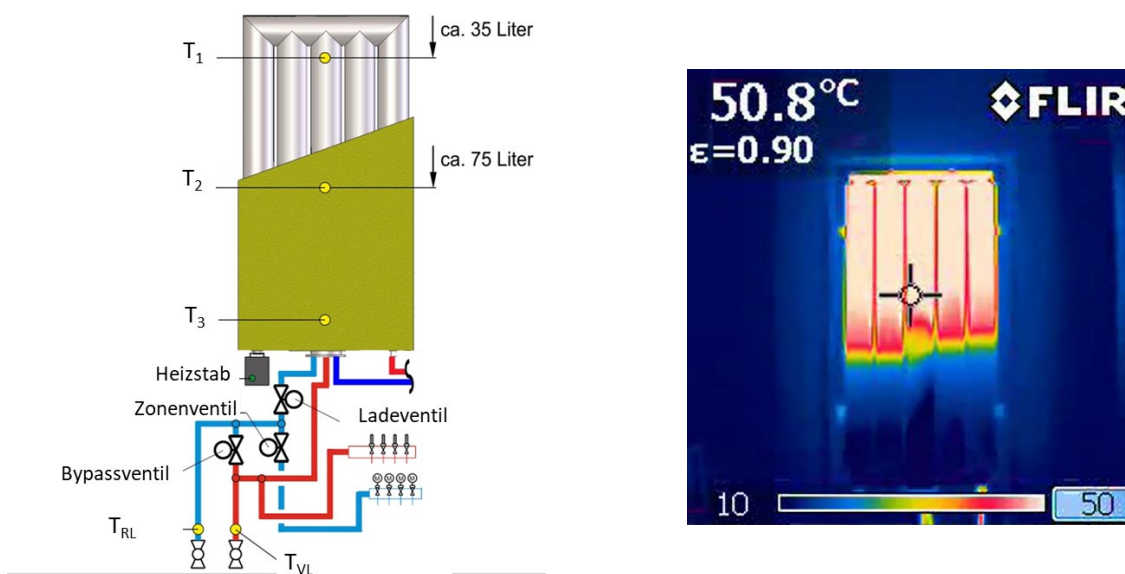 T1
ca. 35 Liter
T2
ca. 75 Liter
T3
Heizstab
Zonenventil
Ladeventil
Bypassventil
M M M M
TRL
TVL
50.8°C
FLIR
ε=0.90
10
50